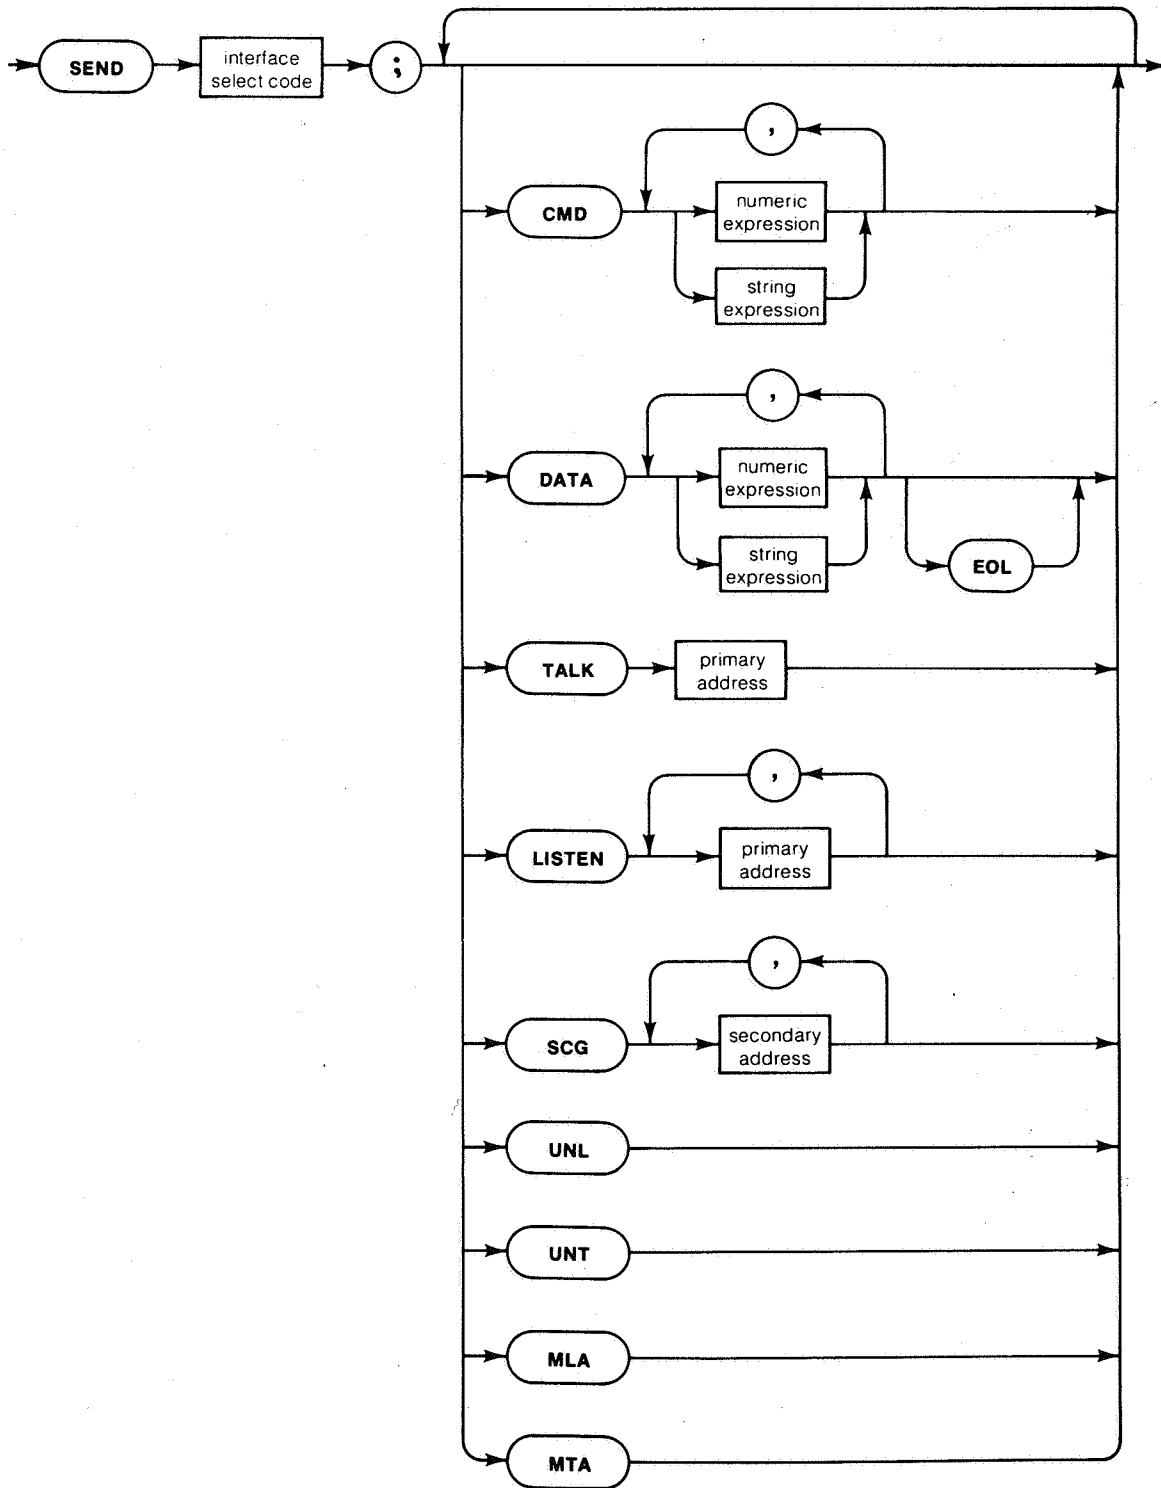 SEND
interface
select code
;
,
CMD
numeric
expression
string
expression
,
DATA
numeric
expression
string
expression
EOL
TALK
primary
address
,
LISTEN
primary
address
,
SCG
secondary
address
UNL
UNT
MLA
MTA